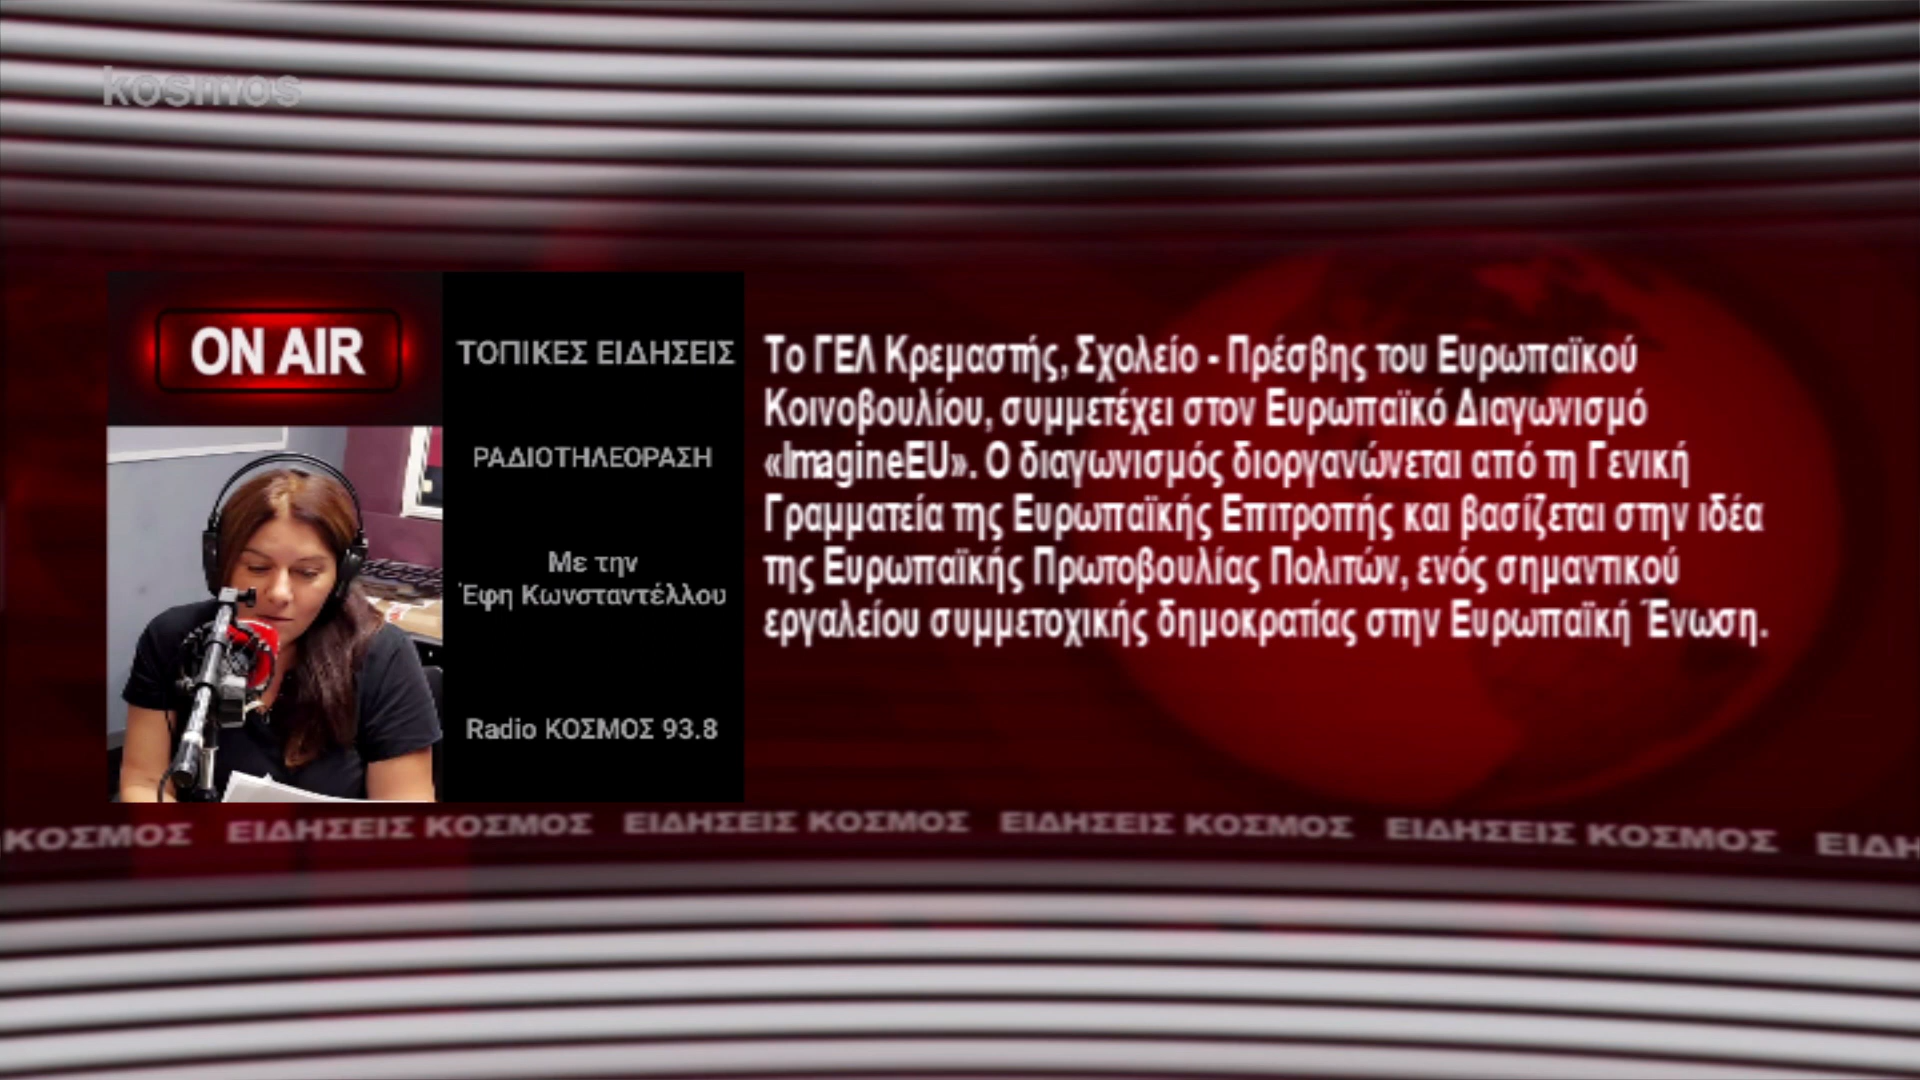 kosmos
ON AIR
ΤΟΠΙΚΕΣ ΕΙΔΗΣΕΙΣ
ΡΑΔΙΟΤΗΛΕΟΡΑΣΗ
Με την
Έφη Κωνσταντέλλου
Radio ΚΟΣΜΟΣ 93.8
Το ΓΕΛ Κρεμαστής, Σχολείο - Πρέσβης του Ευρωπαϊκού
Κοινοβουλίου, συμμετέχει στον Ευρωπαϊκό Διαγωνισμό
«ImagineEU». Ο διαγωνισμός διοργανώνεται από τη Γενική
Γραμματεία της Ευρωπαϊκής Επιτροπής και βασίζεται στην ιδέα
της Ευρωπαϊκής Πρωτοβουλίας Πολιτών, ενός σημαντικού
εργαλείου συμμετοχικής δημοκρατίας στην Ευρωπαϊκή Ένωση.
ΚΟΣΜΟΣ ΕΙΔΗΣΕΙΣ ΚΟΣΜΟΣ ΕΙΔΗΣΕΙΣ ΚΟΣΜΟΣ ΕΙΔΗΣΕΙΣ ΚΟΣΜΟΣ ΕΙΔΗΣΕΙΣ ΚΟΣΜΟΣ ΕΙΔΗ